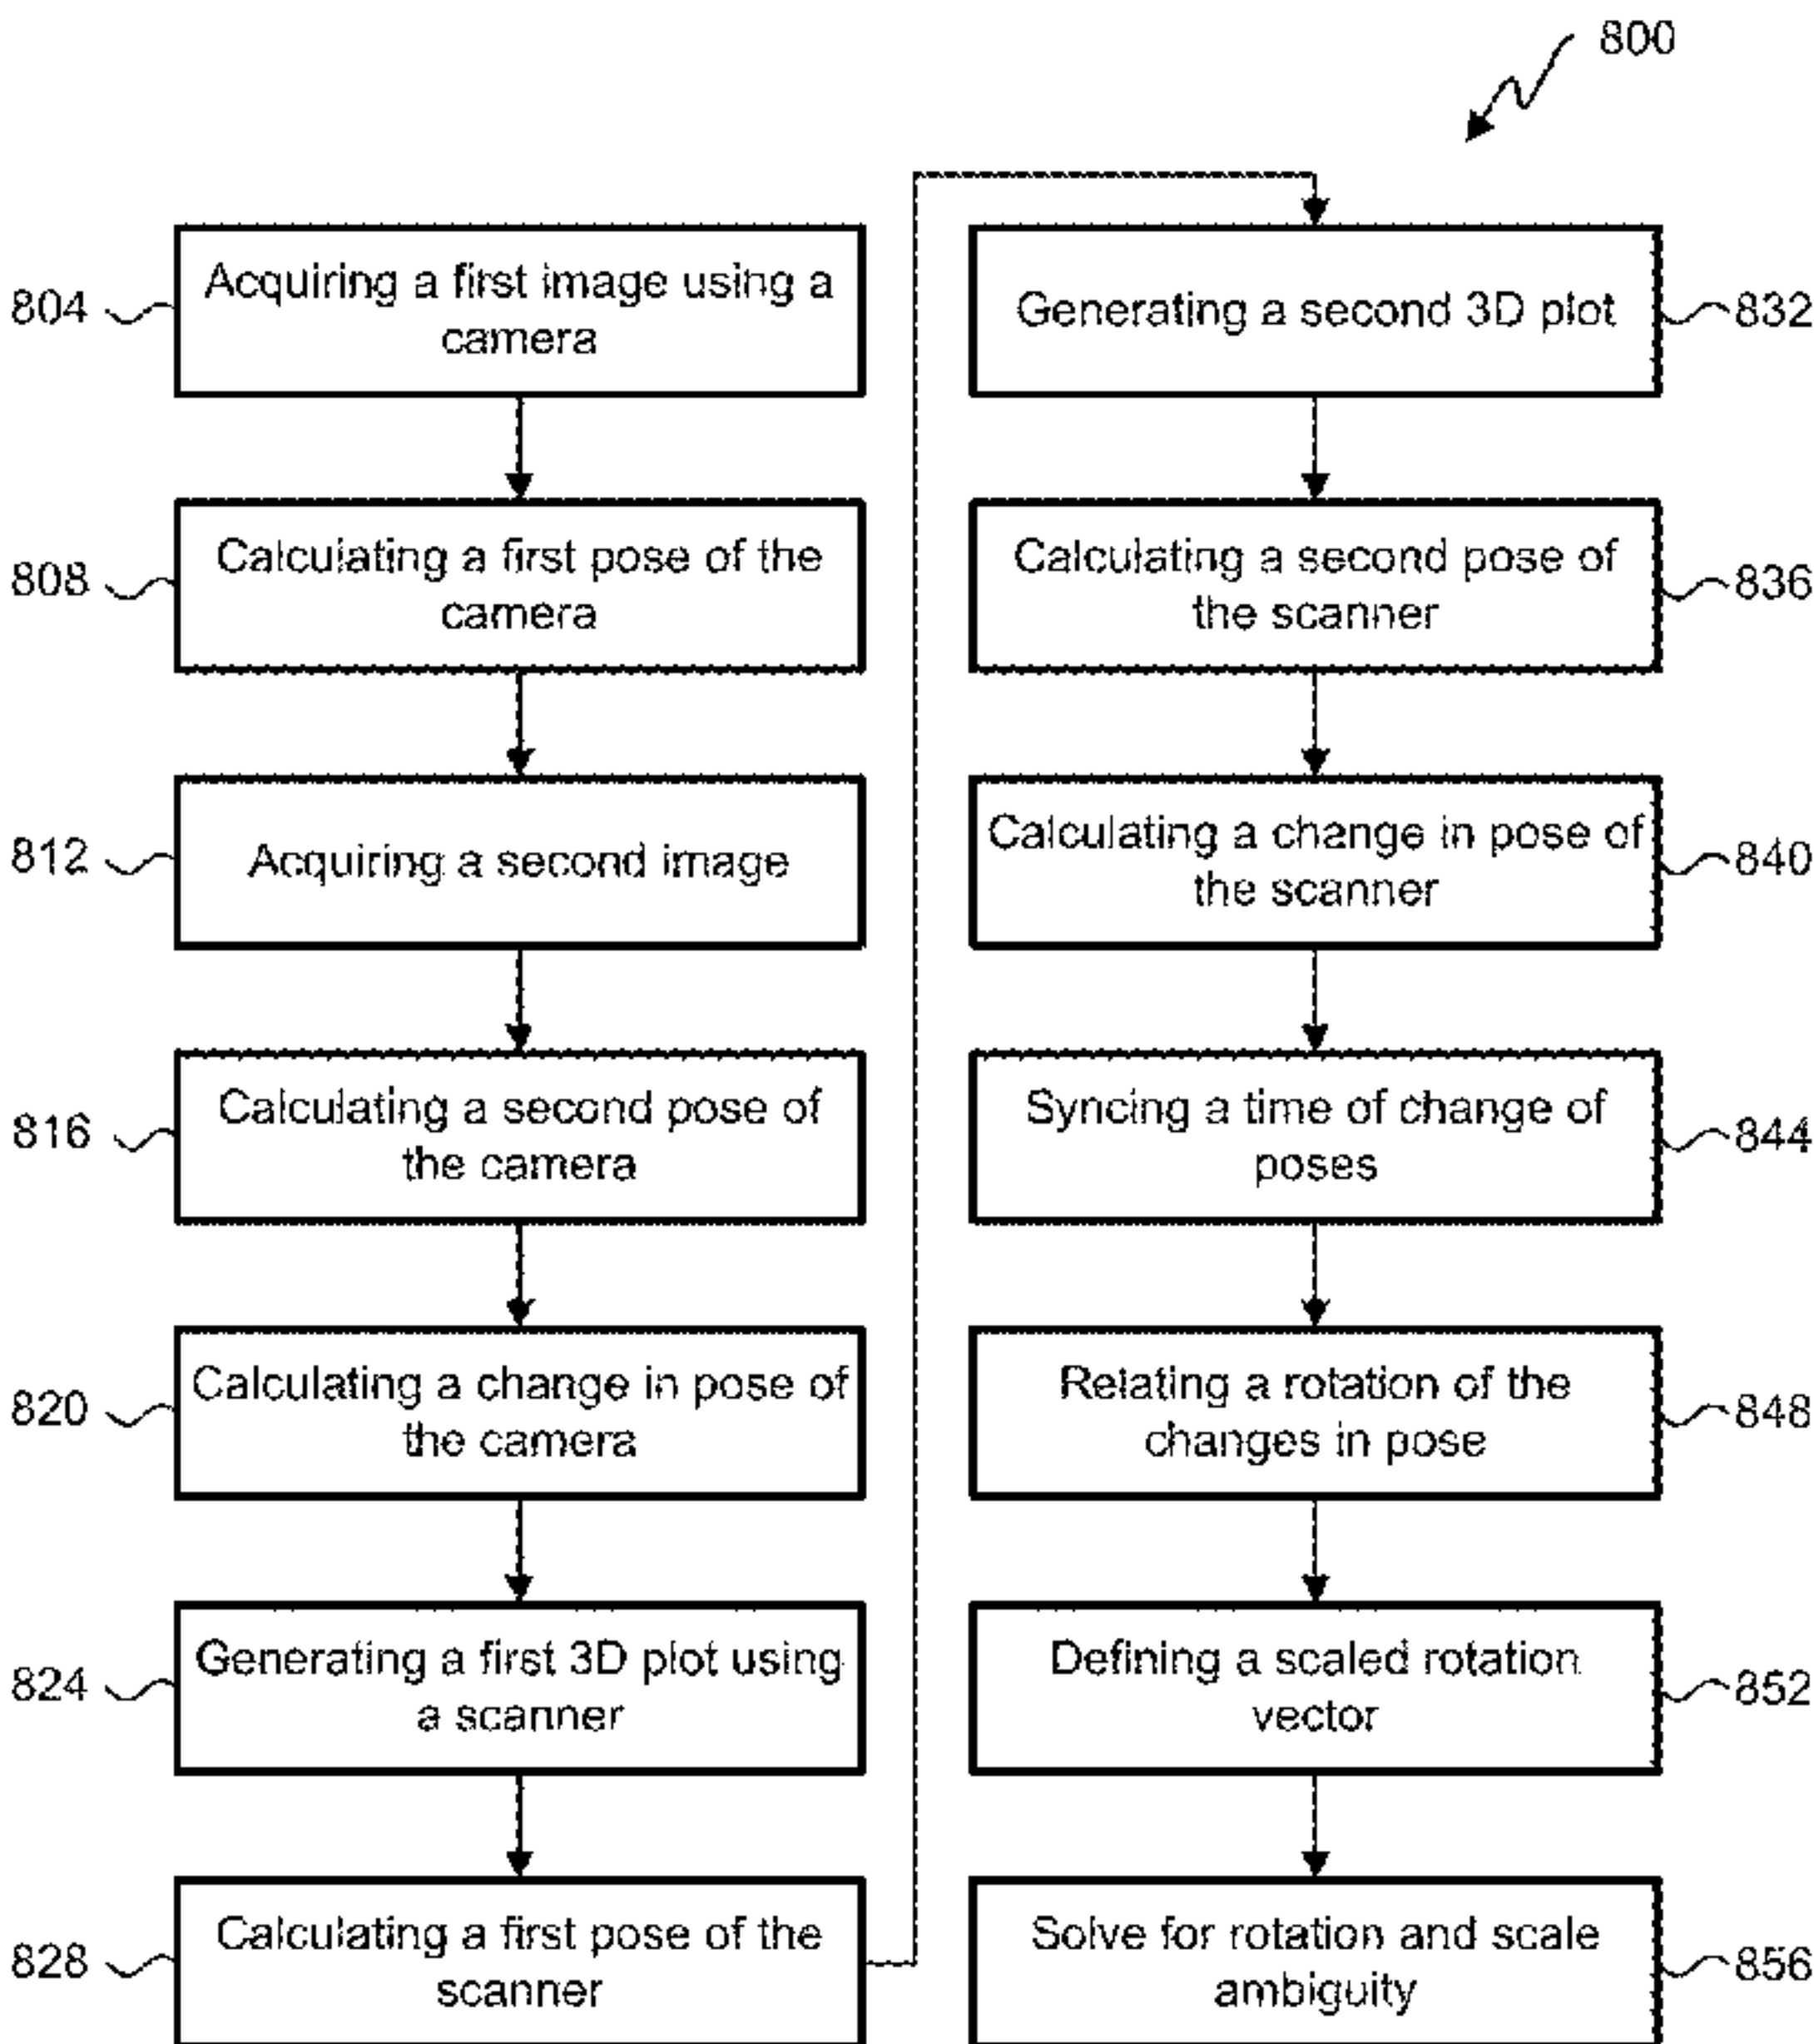 800
804
Acquiring a first image using a
camera
808
Calculating a first pose of the
camera
812
Acquiring a second image
816
Calculating a second pose of
the camera
820
Calculating a change in pose of
the camera
824
Generating a first 3D plot using
a scanner
828
Calculating a first pose of the
scanner
Generating a second 3D plot
832
Calculating a second pose of
the scanner
836
Calculating a change in pose of
the scanner
840
Syncing a time of change of
poses
844
Relating a rotation of the
changes in pose
848
Defining a scaled rotation
vector
852
Solve for rotation and scale
ambiguity
856